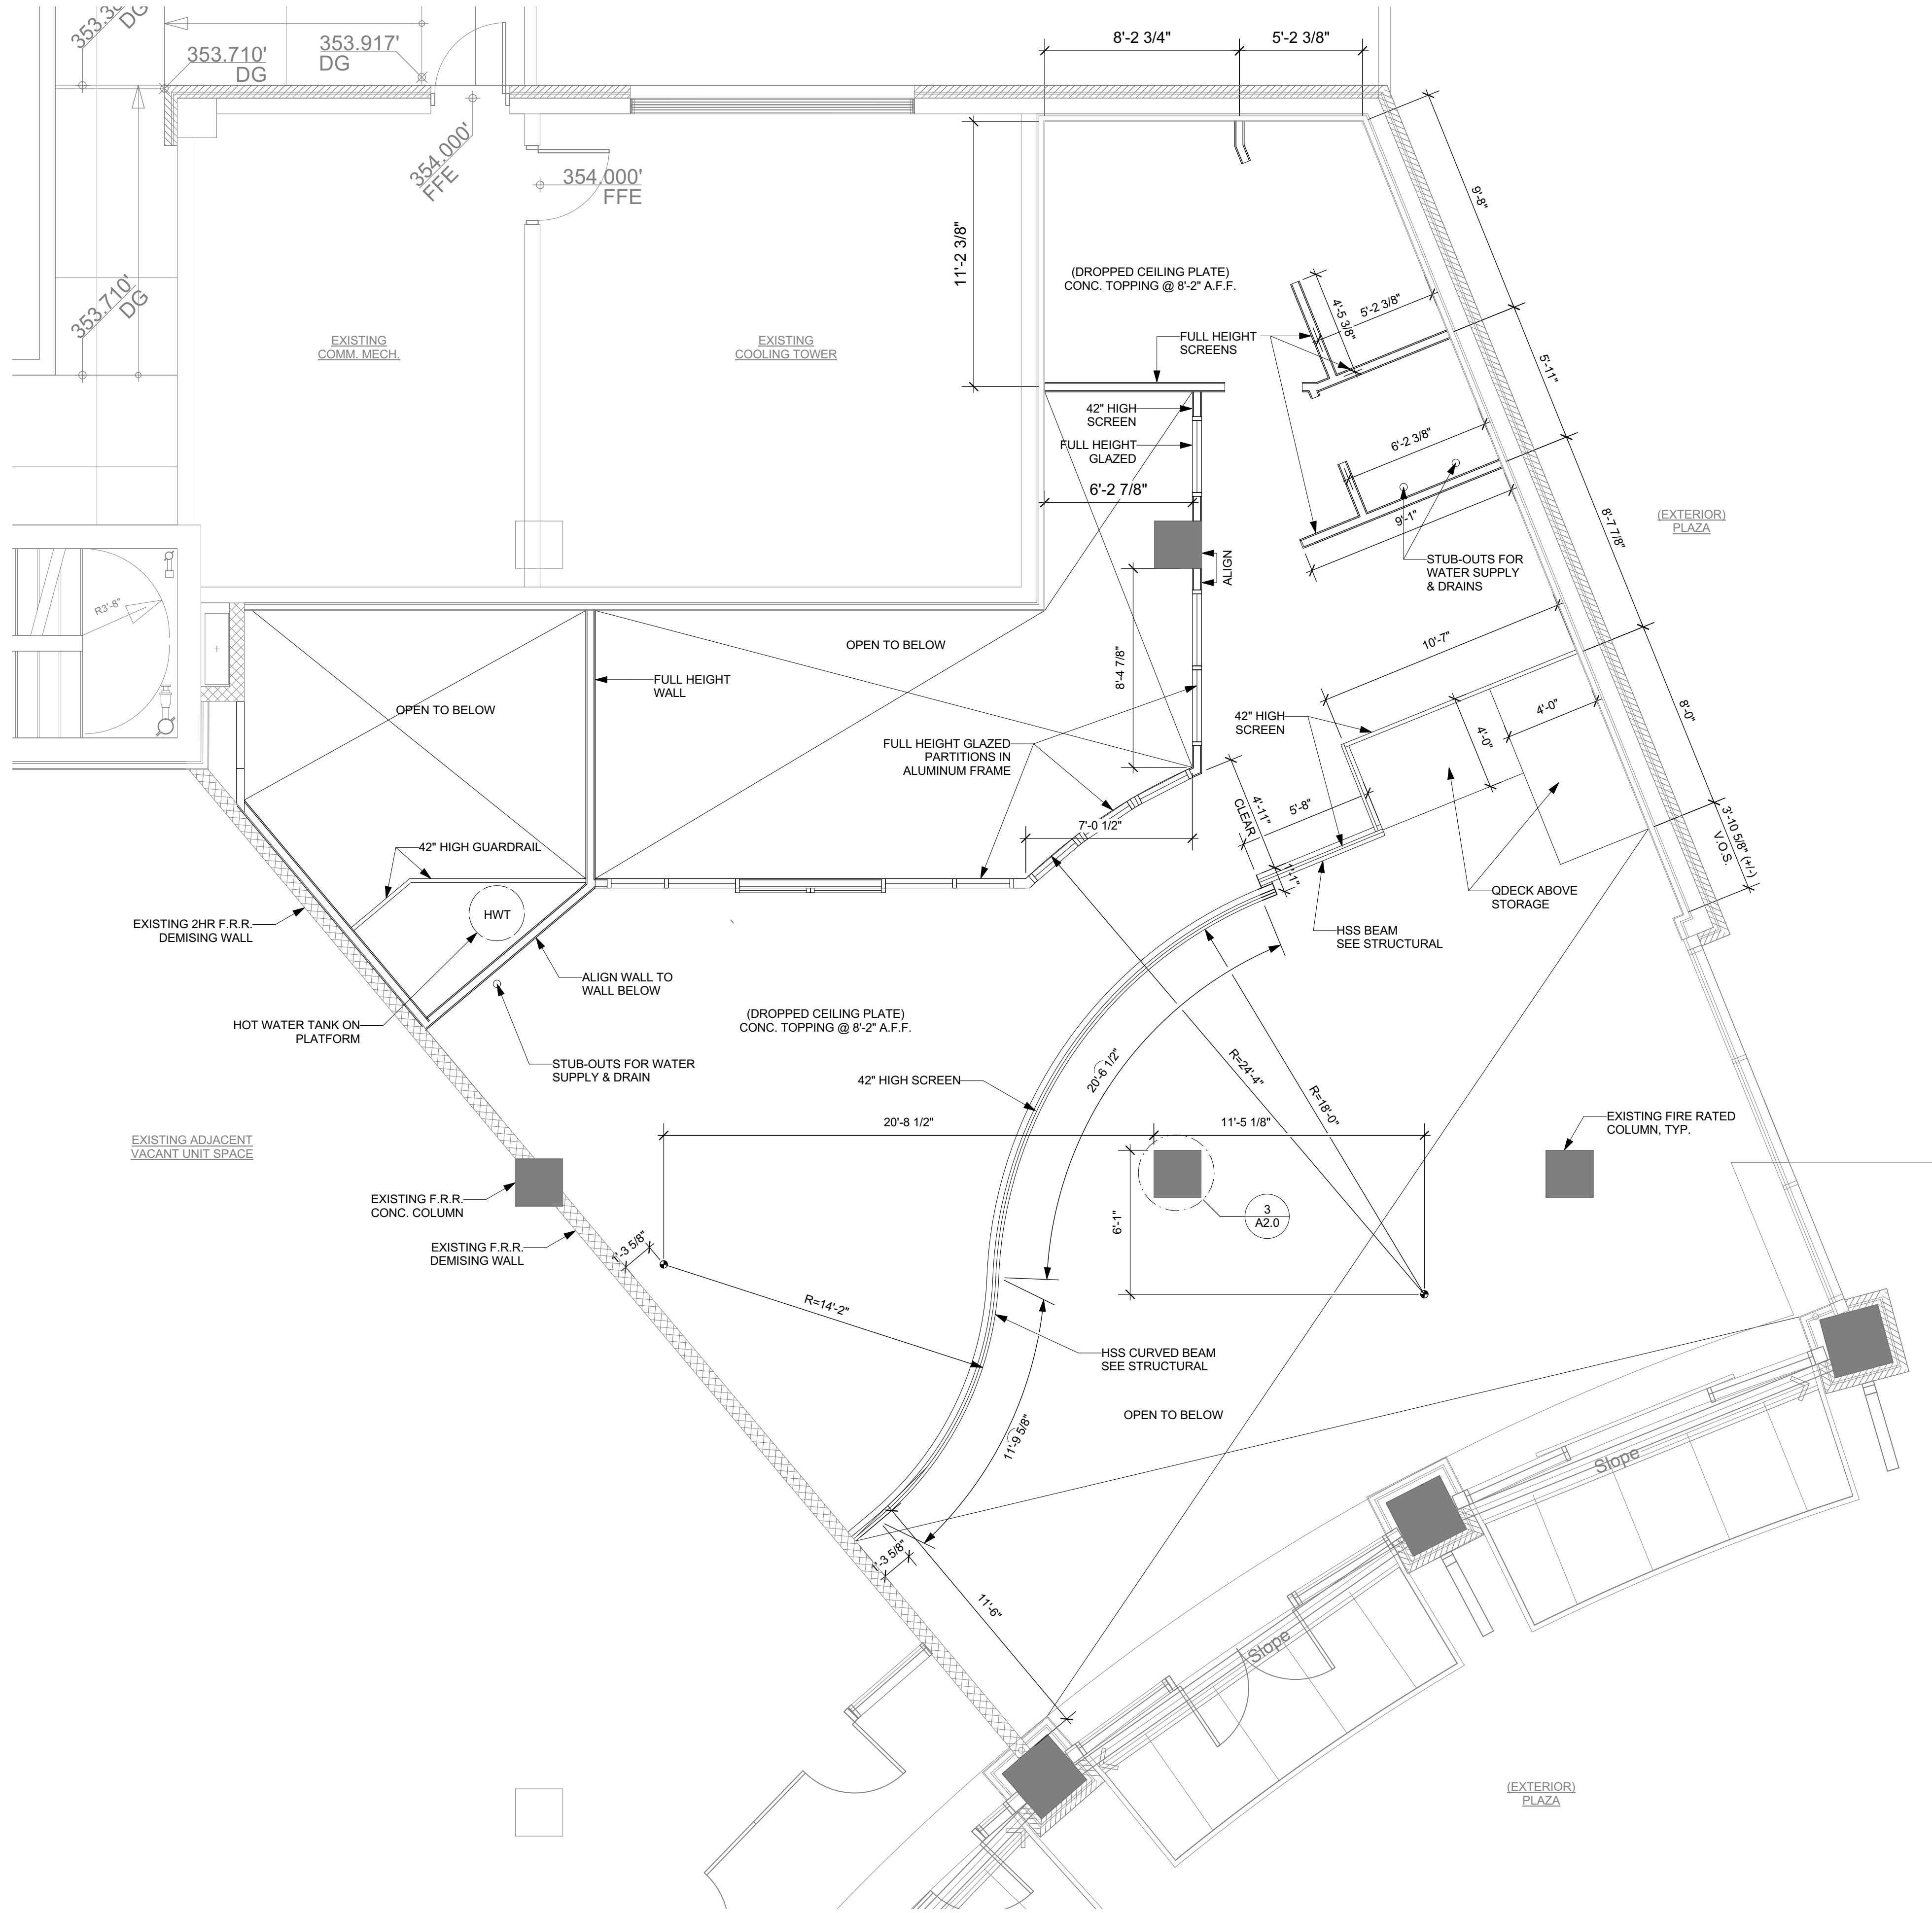 353.710'
DG
353.917'
DG
8'-2 3/4"
5'-2 3/8"
354.000'
FFE
354.000'
FFE
353.710'
DG
11'-2 3/8"
9'-8"
(DROPPED CEILING PLATE)
CONC. TOPPING @ 8'-2" A.F.F.
4'-5 3/8"
5'-2 3/8"
EXISTING
COMM. MECH.
EXISTING
COOLING TOWER
FULL HEIGHT
SCREENS
5'-11"
42" HIGH
SCREEN
FULL HEIGHT
GLAZED
6'-2 3/8"
6'-2 7/8"
9'-1"
8'-7 7/8"
(EXTERIOR)
PLAZA
ALIGN
STUB-OUTS FOR
WATER SUPPLY
& DRAINS
R3'-8"
OPEN TO BELOW
10'-7"
8'-4 7/8"
FULL HEIGHT
WALL
OPEN TO BELOW
42" HIGH
SCREEN
4'-0"
4'-0"
8'-0"
FULL HEIGHT GLAZED
PARTITIONS IN
ALUMINUM FRAME
4'-11"
CLEAR
5'-8"
7'-0 1/2"
3'-10 5/8" (+/-)
V.O.S.
42" HIGH GUARDRAIL
1'-1"
QDECK ABOVE
STORAGE
HWT
EXISTING 2HR F.R.R.
DEMISING WALL
HSS BEAM
SEE STRUCTURAL
ALIGN WALL TO
WALL BELOW
(DROPPED CEILING PLATE)
CONC. TOPPING @ 8'-2" A.F.F.
HOT WATER TANK ON
PLATFORM
STUB-OUTS FOR WATER
SUPPLY & DRAIN
42" HIGH SCREEN
20'-6 1/2"
R=24'-4"
R=18'-0"
20'-8 1/2"
11'-5 1/8"
EXISTING FIRE RATED
COLUMN, TYP.
EXISTING ADJACENT
VACANT UNIT SPACE
EXISTING F.R.R.
CONC. COLUMN
6'-1"
3
A2.0
EXISTING F.R.R.
DEMISING WALL
1'-3 5/8"
R=14'-2"
HSS CURVED BEAM
SEE STRUCTURAL
OPEN TO BELOW
11'-9 5/8"
Slope
1'-3 5/8"
11'-6"
Slope
(EXTERIOR)
PLAZA